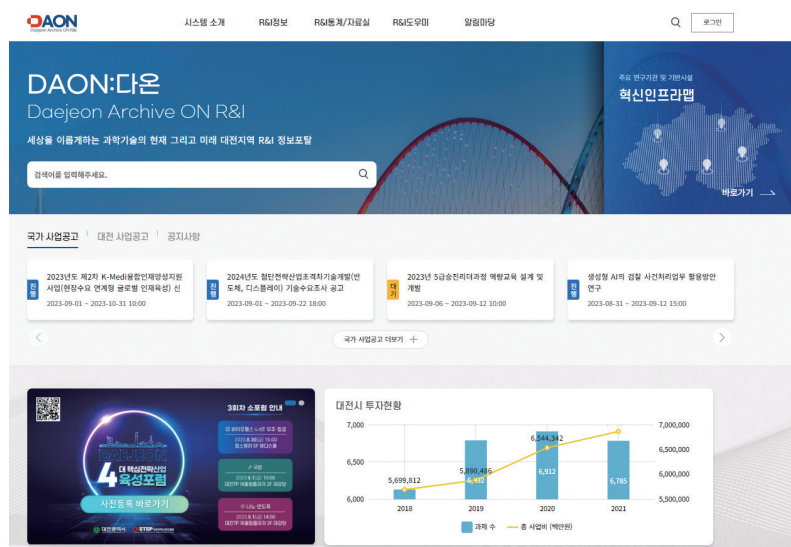 DAON
Daejeon Archive ON R&I
시스템 소개
R&I정보
R&I통계/자료실
R&I도우미
알림마당
로그인
DAON:다온
Daejeon Archive ON R&I
세상을 이롭게하는 과학기술의 현재 그리고 미래 대전지역 R&I 정보포탈
검색어를 입력해주세요.
주요 연구기관 및 기반시설
혁신인프라맵
바로가기
국가 사업공고
대전 사업공고
공지사항
진행
2023년도 제2차 K-Medi융합인재양성지원
사업(현장수요 연계형 글로벌 인재육성) 신
2023-09-01 ~ 2023-10-31 10:00
진행
2024년도 첨단전략산업초격차기술개발(반
도체, 디스플레이) 기술수요조사 공고
2023-09-01 ~ 2023-09-22 18:00
대기
2023년 5급승진리더과정 역량교육 설계 및
개발
2023-09-06 ~ 2023-09-12 10:00
진행
생성형 AI의 검찰 사건처리업무 활용방안
연구
2023-08-31 ~ 2023-09-12 15:00
국가 사업공고 더보기
DAEJEON
4대 핵심전략산업
육성포럼
사전등록 바로가기
대전광역시
ISTEP
3회차 소포럼 안내
국방
나노·반도체
대전시 투자현황
7,000
6,500
6,000
7,000,000
6,500,000
6,000,000
5,500,000
5,699,812
5,890,486
6,544,342
6,912
6,785
2018
2019
2020
2021
과제 수
총 사업비 (백만원)